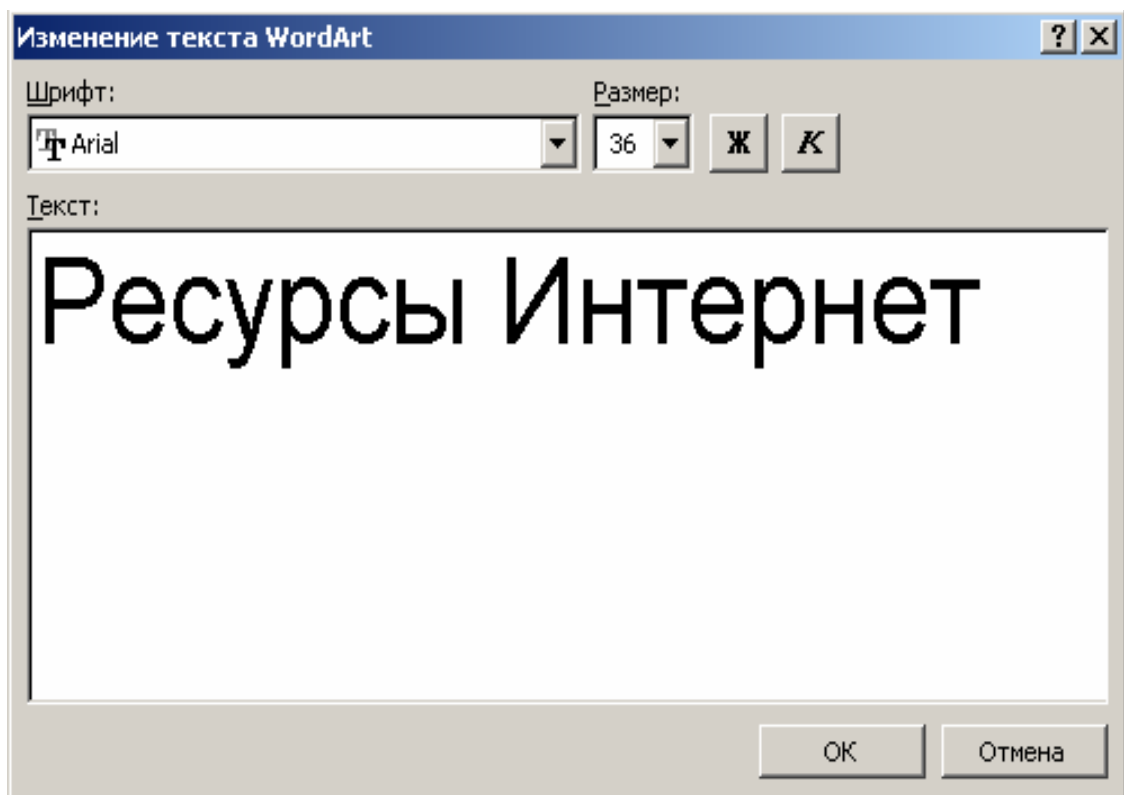 Изменение текста WordArt
Шрифт: Размер:
Arial 36 Ж К
Текст:
Ресурсы Интернет
ОК Отмена